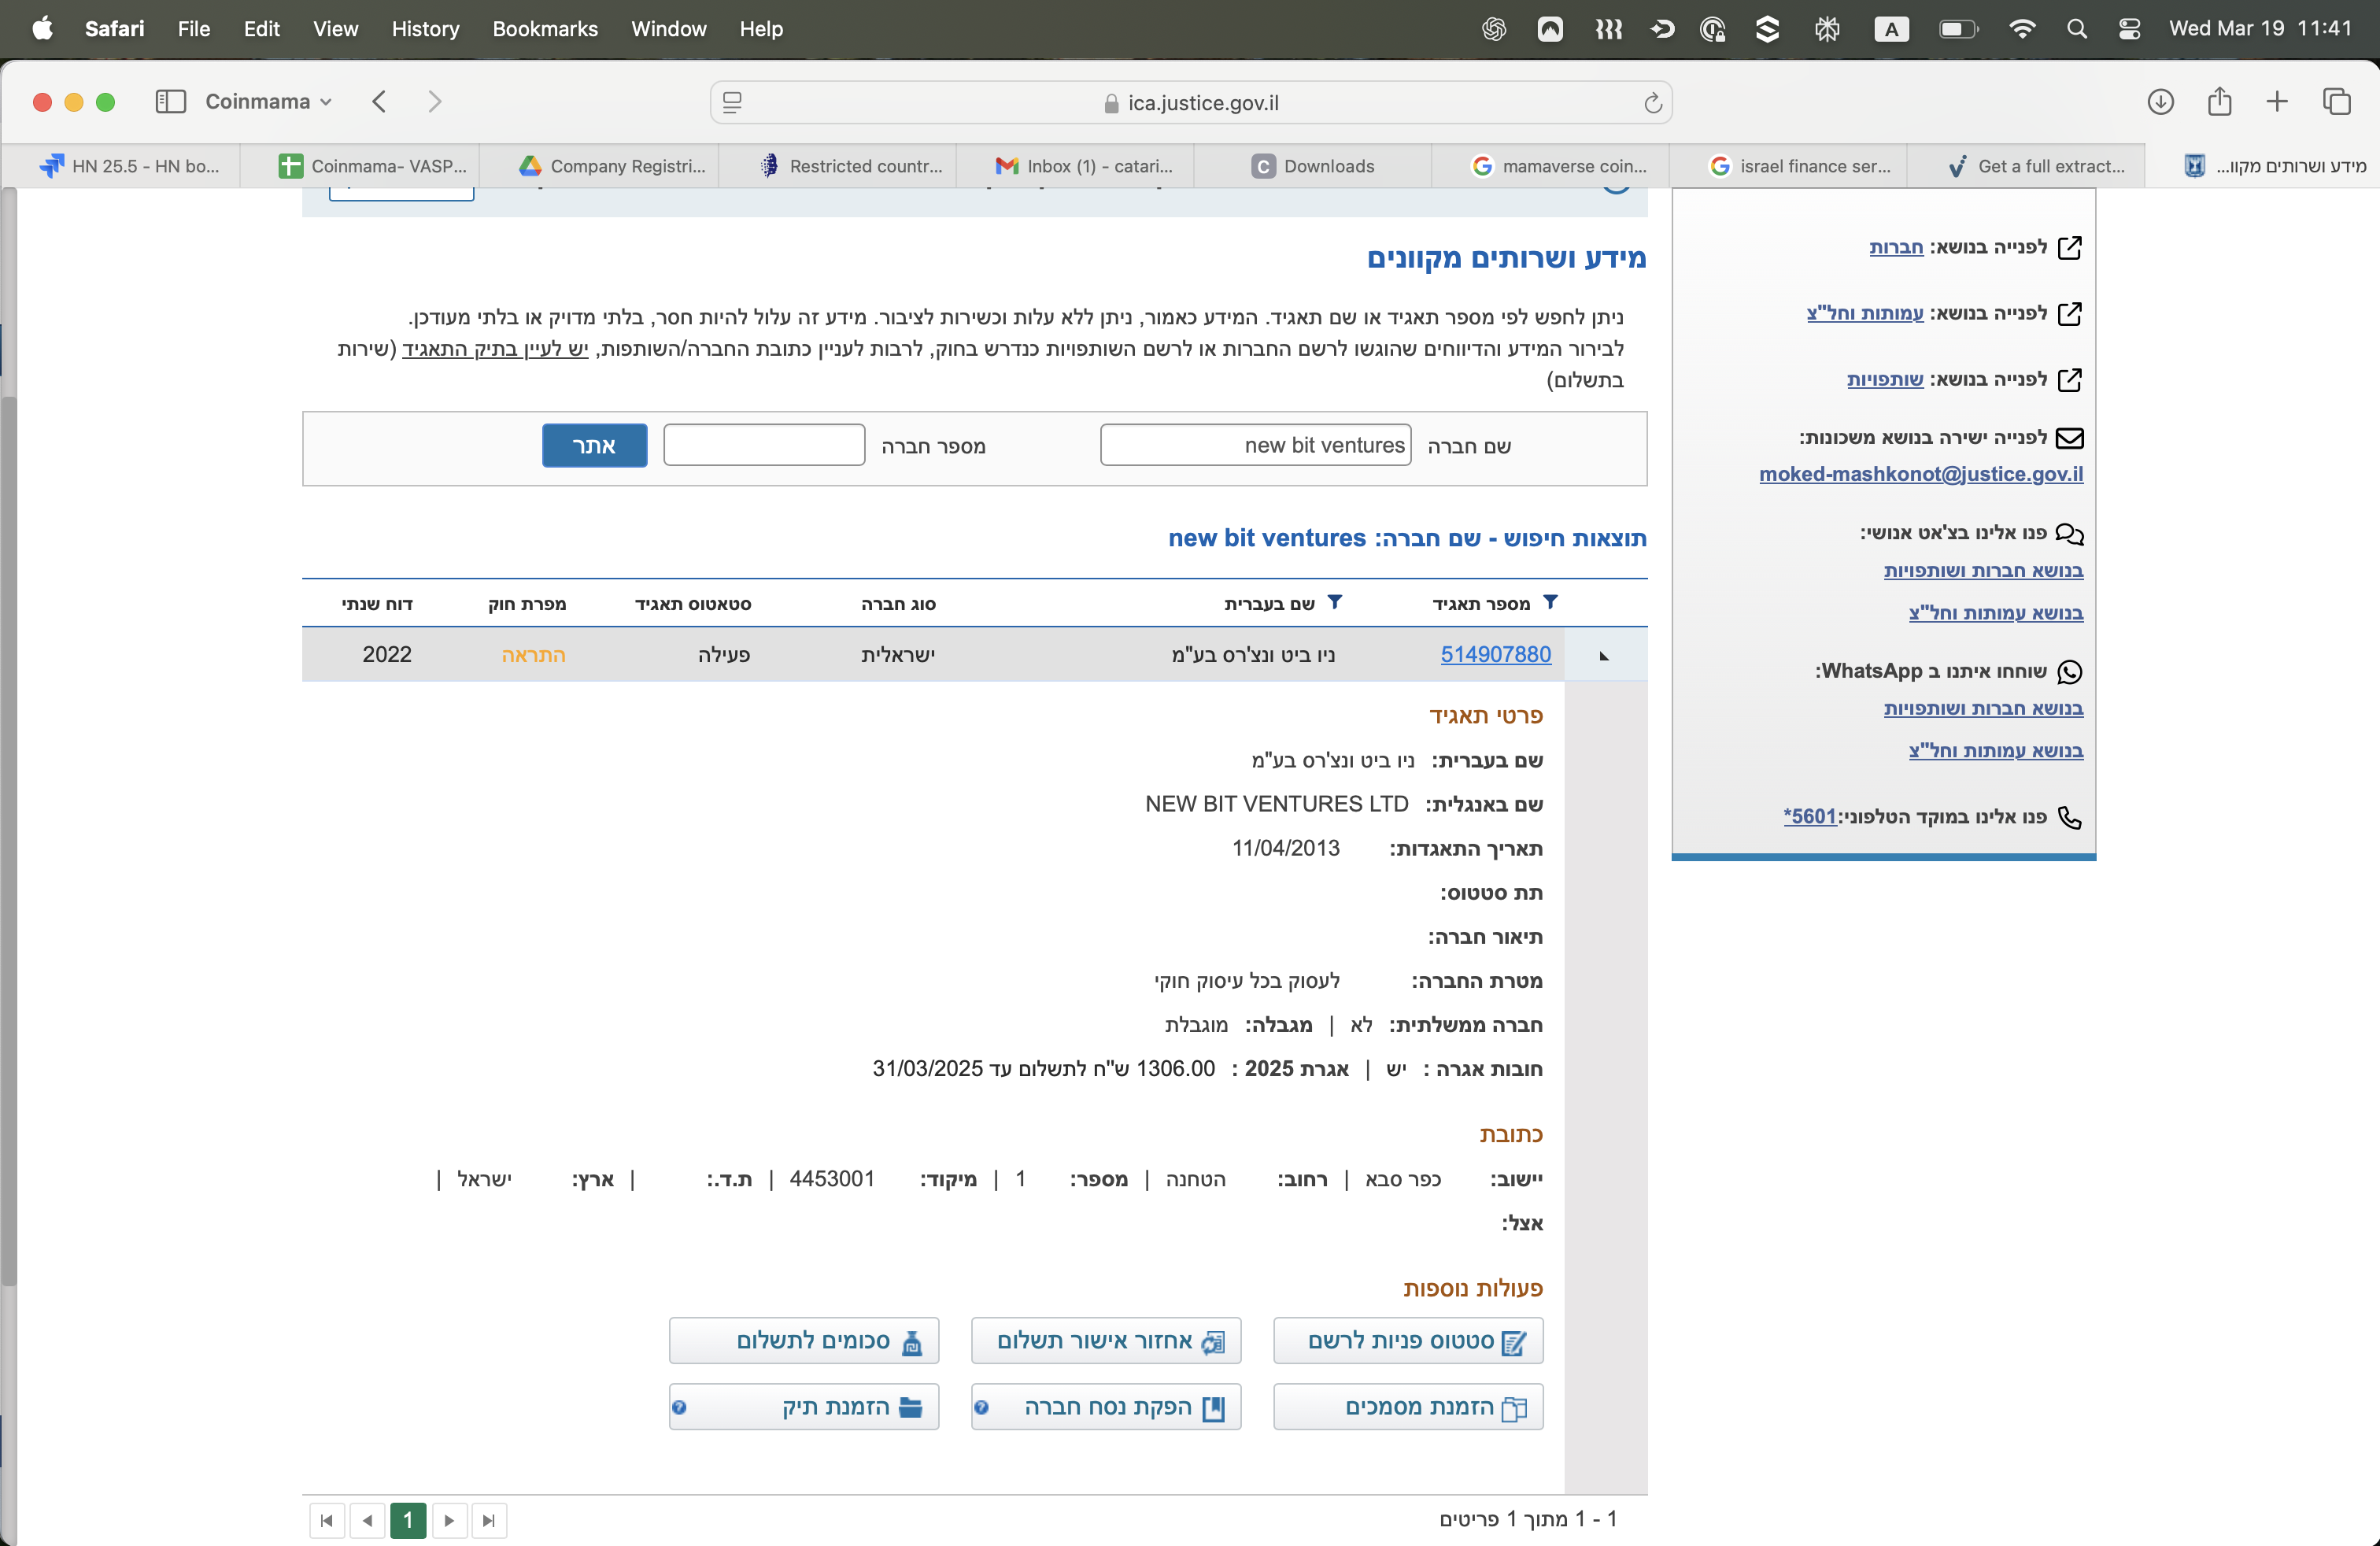 Safari File Edit View History Bookmarks Window Help A Wed Mar 19 11:41
Coinmama ica.justice.gov.il
HN 25.5 - HN bo... Coinmama- VASP... Company Registri... Restricted countr... Inbox (1) - catari... Downloads mamaverse coin... israel finance ser... Get a full extract... מידע ושרותים מקוו...
לפנייה בנושא: חברות
לפנייה בנושא: עמותות וחל"צ
לפנייה בנושא: שותפויות
לפנייה ישירה בנושא משכונות:
moked-mashkonot@justice.gov.il
פנו אלינו בצ'אט אנושי:
בנושא חברות ושותפויות
בנושא עמותות וחל"צ
שוחחו איתנו ב WhatsApp:
בנושא חברות ושותפויות
בנושא עמותות וחל"צ
פנו אלינו במוקד הטלפוני:5601*
מידע ושרותים מקוונים
ניתן לחפש לפי מספר תאגיד או שם תאגיד. המידע כאמור, ניתן ללא עלות וכשירות לציבור. מידע זה עלול להיות חסר, בלתי מדויק או בלתי מעודכן.
לבירור המידע והדיווחים שהוגשו לרשם החברות או לרשם השותפויות כנדרש בחוק, לרבות לעניין כתובת החברה/השותפות, יש לעיין בתיק התאגיד (שירות
בתשלום)
שם חברה new bit ventures מספר חברה אתר
תוצאות חיפוש - שם חברה: new bit ventures
מספר תאגיד שם בעברית סוג חברה סטאטוס תאגיד מפרת חוק דוח שנתי
514907880 ניו ביט ונצ'רס בע"מ ישראלית פעילה התראה 2022
פרטי תאגיד
שם בעברית: ניו ביט ונצ'רס בע"מ
שם באנגלית: NEW BIT VENTURES LTD
תאריך התאגדות: 11/04/2013
תת סטטוס:
תיאור חברה:
מטרת החברה: לעסוק בכל עיסוק חוקי
חברה ממשלתית: לא | מגבלה: מוגבלת
חובות אגרה : יש | אגרת 2025 : 1306.00 ש"ח לתשלום עד 31/03/2025
כתובת
יישוב: כפר סבא | רחוב: הטחנה | מספר: 1 | מיקוד: 4453001 | ת.ד.: | ארץ: ישראל |
אצל:
פעולות נוספות
סטטוס פניות לרשם אחזור אישור תשלום סכומים לתשלום
הזמנת מסמכים הפקת נסח חברה הזמנת תיק
1 - 1 מתוך 1 פריטים 1